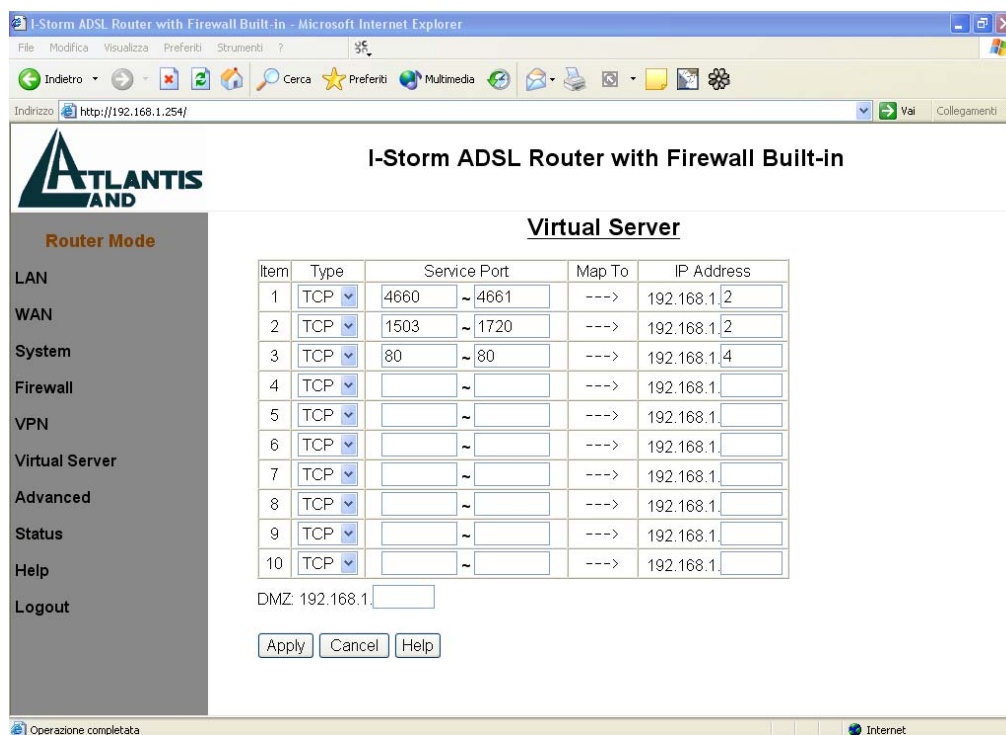 I-Storm ADSL Router with Firewall Built-in - Microsoft Internet Explorer
File Modifica Visualizza Preferiti Strumenti ?
Indietro Cerca Preferiti Multimedia
Indirizzo http://192.168.1.254/ Vai Collegamenti
ATLANTIS
LAND
I-Storm ADSL Router with Firewall Built-in
Router Mode
LAN
WAN
System
Firewall
VPN
Virtual Server
Advanced
Status
Help
Logout
Virtual Server
Item Type Service Port Map To IP Address
1 TCP 4660 ~ 4661 ---> 192.168.1.2
2 TCP 1503 ~ 1720 ---> 192.168.1.2
3 TCP 80 ~ 80 ---> 192.168.1.4
4 TCP ~ ---> 192.168.1.
5 TCP ~ ---> 192.168.1.
6 TCP ~ ---> 192.168.1.
7 TCP ~ ---> 192.168.1.
8 TCP ~ ---> 192.168.1.
9 TCP ~ ---> 192.168.1.
10 TCP ~ ---> 192.168.1.
DMZ: 192.168.1.
Apply Cancel Help
Operazione completata Internet